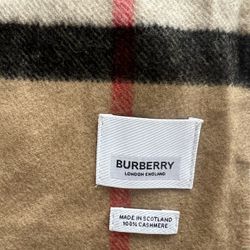 BURBERRY
LONDON ENGLAND
MADE IN SCOTLAND
100% CASHMERE